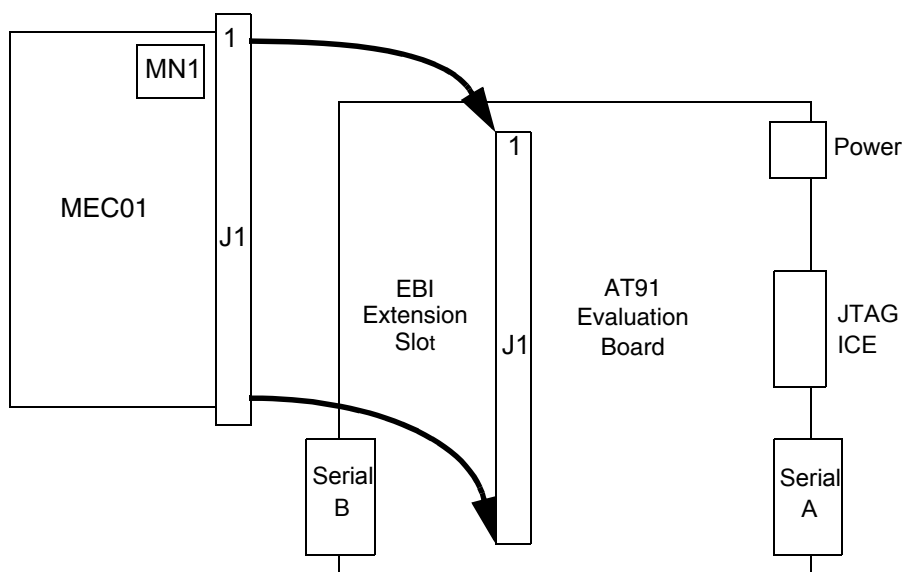 1
MN1
MEC01
J1
1
Power
EBI
Extension
Slot
AT91
Evaluation
Board
J1
JTAG
ICE
Serial
B
Serial
A